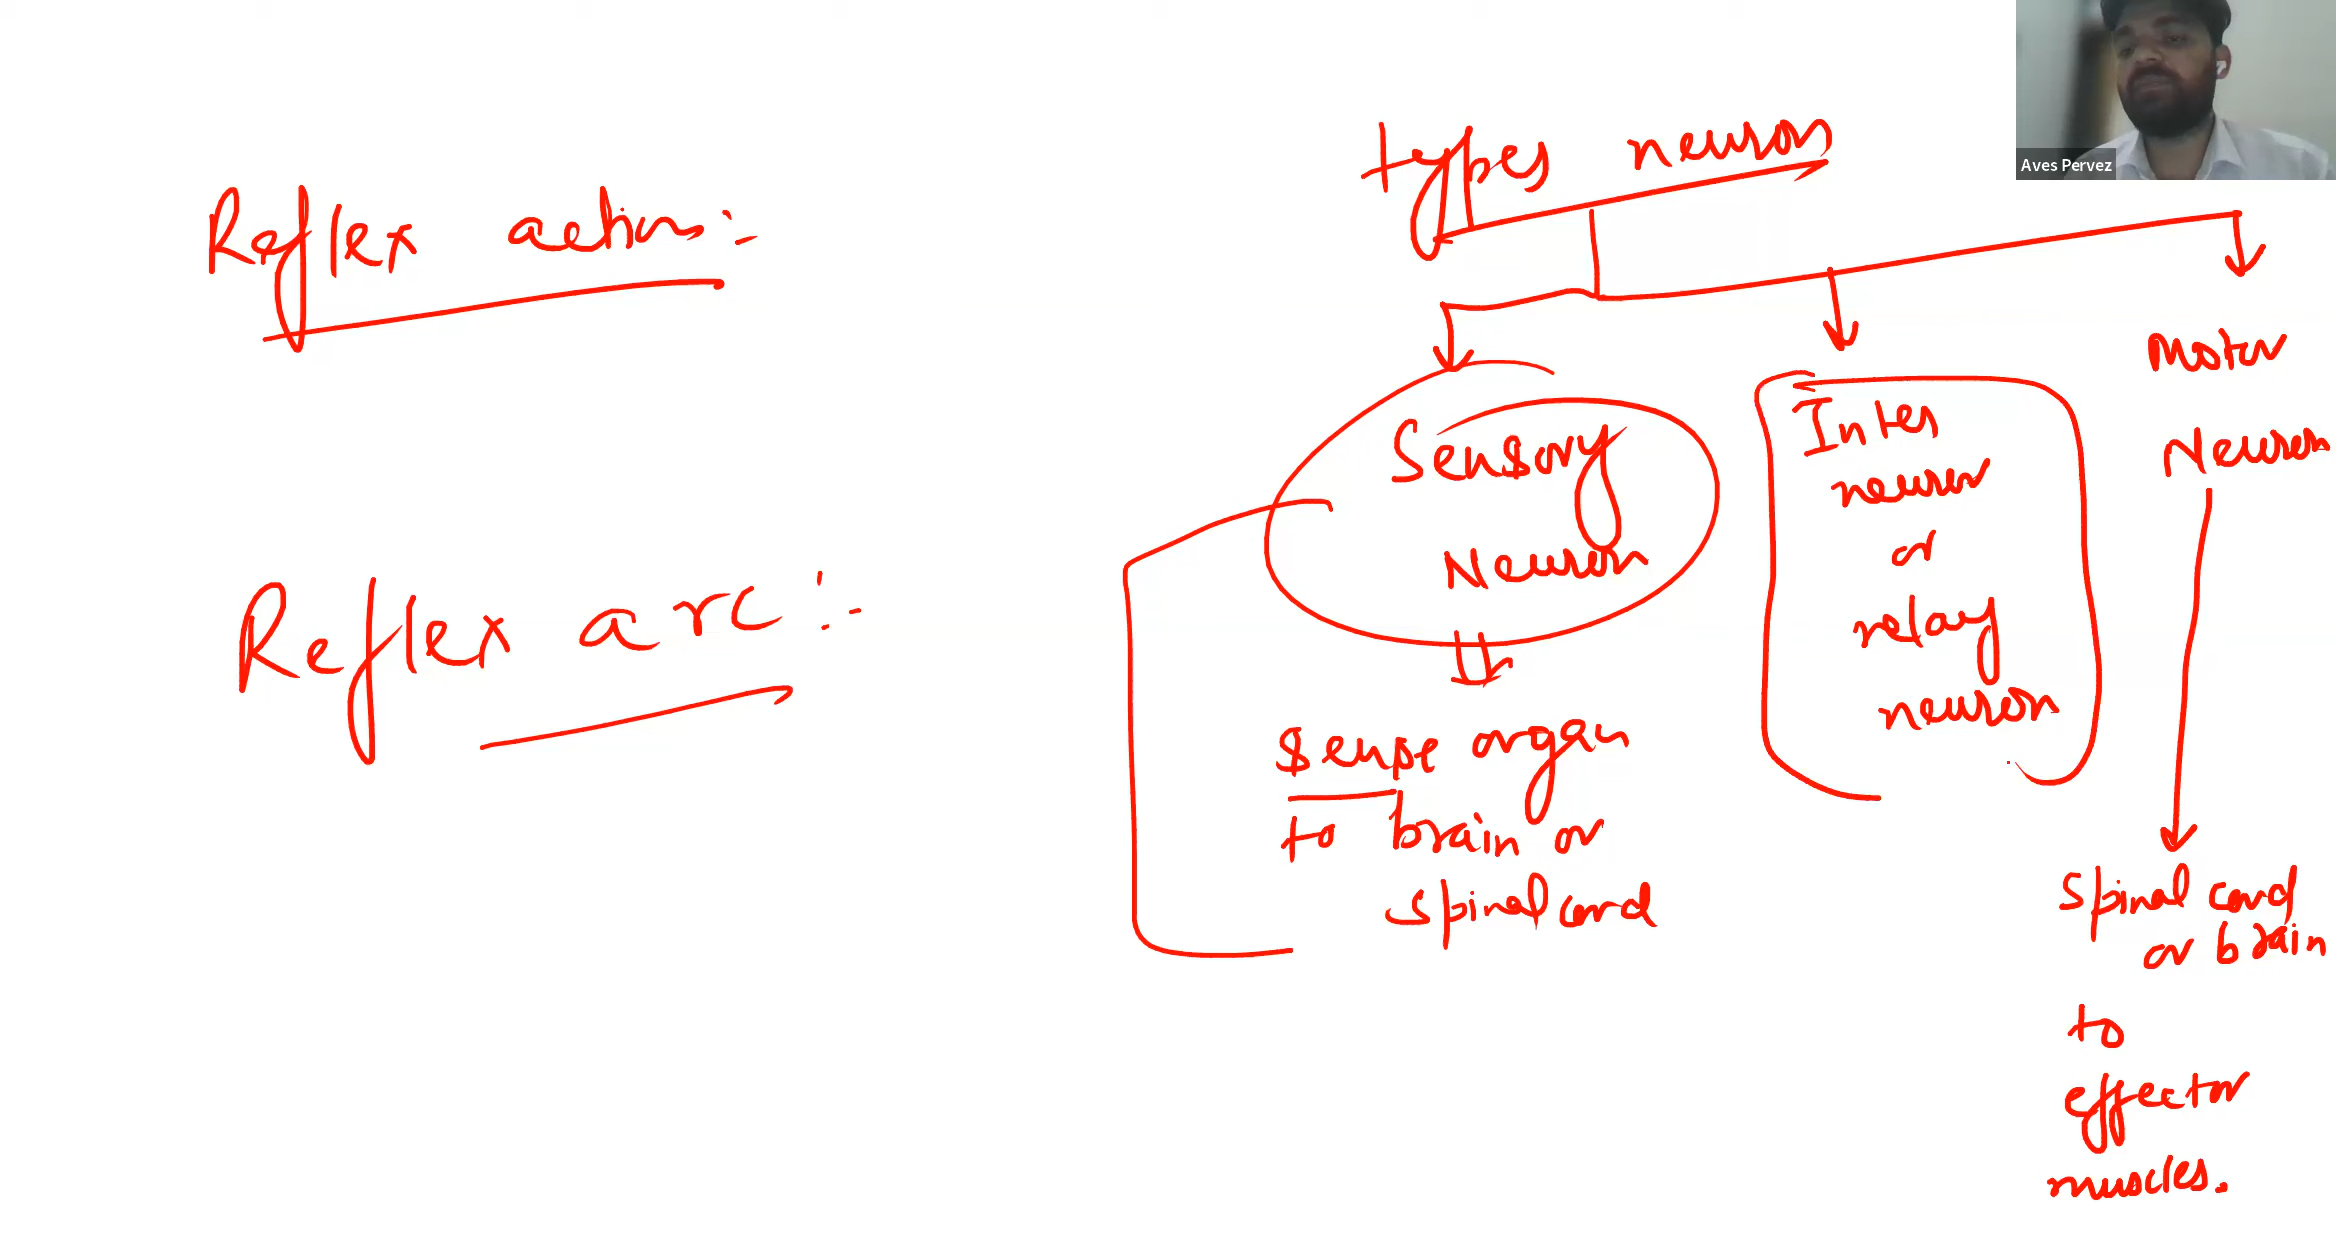 Reflex action:-
Reflex arc :-
types neuron
Sensory
Neuron
Sense organ
to brain or
spinal cord
Inter
neuron
or
relay
neuron
Motor
Neuron
Spinal cord
or brain
to
effector
muscles.
Aves Pervez